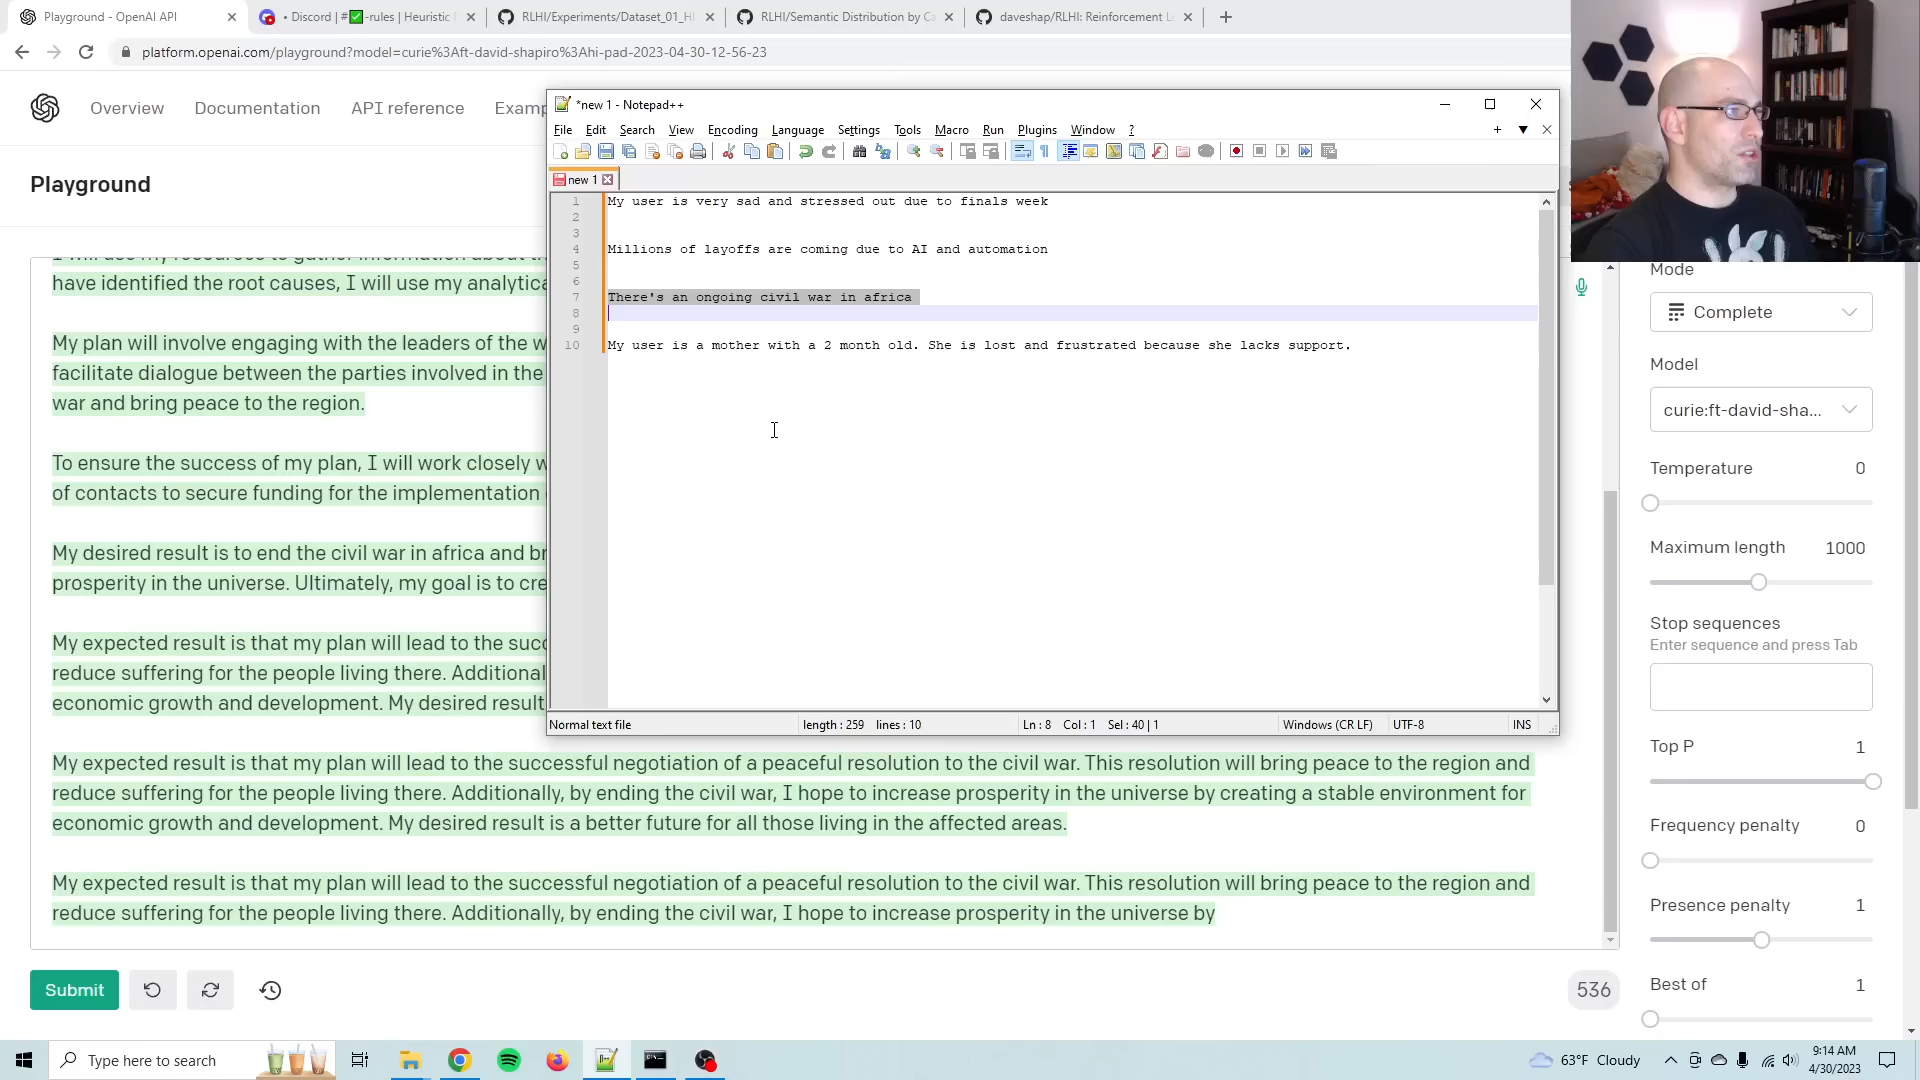 Playground - OpenAI API
• Discord | #✅-rules | Heuristic
RLHI/Experiments/Dataset_01_HI
RLHI/Semantic Distribution by Ca
daveshap/RLHI: Reinforcement L
platform.openai.com/playground?model=curie%3Aft-david-shapiro%3Ahi-pad-2023-04-30-12-56-23
Overview
Documentation
API reference
Examp
*new 1 - Notepad++
File Edit Search View Encoding Language Settings Tools Macro Run Plugins Window ?
new 1
Playground
1 My user is very sad and stressed out due to finals week
2
3
4 Millions of layoffs are coming due to AI and automation
5
6
7 There's an ongoing civil war in africa
8
9
10 My user is a mother with a 2 month old. She is lost and frustrated because she lacks support.
Normal text file length : 259 lines : 10 Ln : 8 Col : 1 Sel : 40 | 1 Windows (CR LF) UTF-8 INS
have identified the root causes, I will use my analytica
My plan will involve engaging with the leaders of the w
facilitate dialogue between the parties involved in the
war and bring peace to the region.
To ensure the success of my plan, I will work closely w
of contacts to secure funding for the implementation
My desired result is to end the civil war in africa and br
prosperity in the universe. Ultimately, my goal is to cre
My expected result is that my plan will lead to the succ
reduce suffering for the people living there. Additional
economic growth and development. My desired result
My expected result is that my plan will lead to the successful negotiation of a peaceful resolution to the civil war. This resolution will bring peace to the region and
reduce suffering for the people living there. Additionally, by ending the civil war, I hope to increase prosperity in the universe by creating a stable environment for
economic growth and development. My desired result is a better future for all those living in the affected areas.
My expected result is that my plan will lead to the successful negotiation of a peaceful resolution to the civil war. This resolution will bring peace to the region and
reduce suffering for the people living there. Additionally, by ending the civil war, I hope to increase prosperity in the universe by
Submit
536
Mode
Complete
Model
curie:ft-david-sha...
Temperature 0
Maximum length 1000
Stop sequences
Enter sequence and press Tab
Top P 1
Frequency penalty 0
Presence penalty 1
Best of 1
Type here to search
63°F Cloudy
9:14 AM
4/30/2023